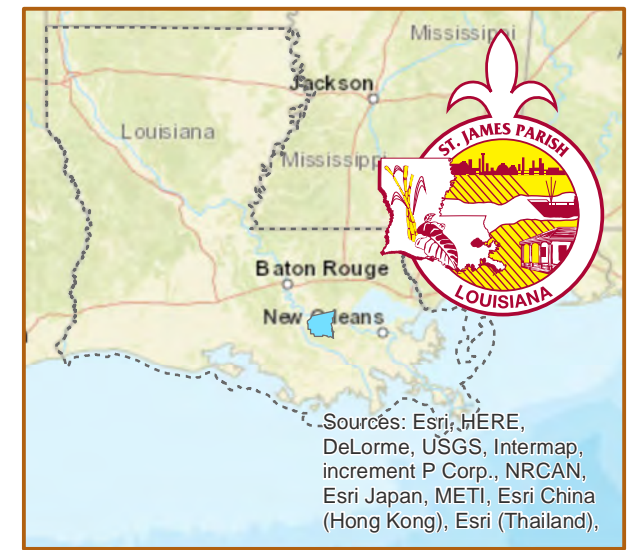 Mississippi
Jackson
Louisiana
Mississippi
ST. JAMES PARISH
LOUISIANA
Baton Rouge
New Orleans
Sources: Esri, HERE,
DeLorme, USGS, Intermap,
increment P Corp., NRCAN,
Esri Japan, METI, Esri China
(Hong Kong), Esri (Thailand),